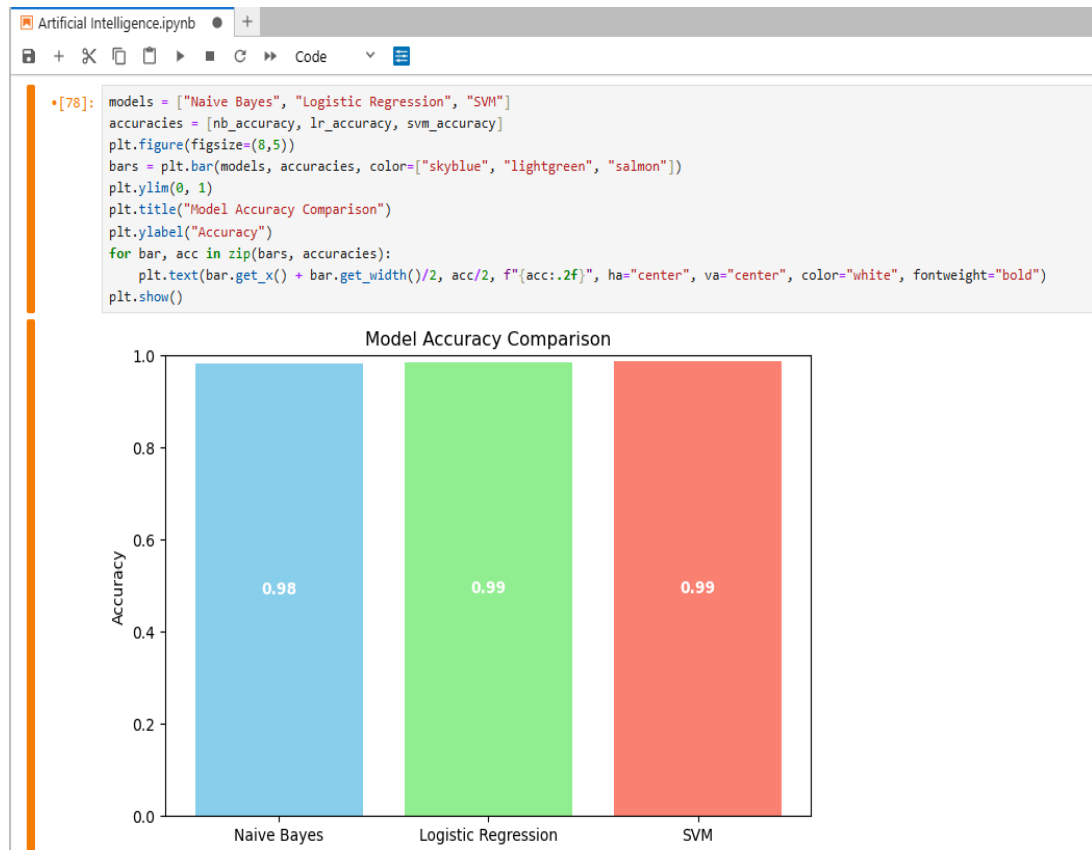 Artificial Intelligence.ipynb
Code
[78]:
models = ["Naive Bayes", "Logistic Regression", "SVM"]
accuracies = [nb_accuracy, lr_accuracy, svm_accuracy]
plt.figure(figsize=(8,5))
bars = plt.bar(models, accuracies, color=["skyblue", "lightgreen", "salmon"])
plt.ylim(0, 1)
plt.title("Model Accuracy Comparison")
plt.ylabel("Accuracy")
for bar, acc in zip(bars, accuracies):
    plt.text(bar.get_x() + bar.get_width()/2, acc/2, f"{acc:.2f}", ha="center", va="center", color="white", fontweight="bold")
plt.show()
Model Accuracy Comparison
1.0
0.8
0.6
0.4
0.2
0.0
Accuracy
0.98
0.99
0.99
Naive Bayes
Logistic Regression
SVM